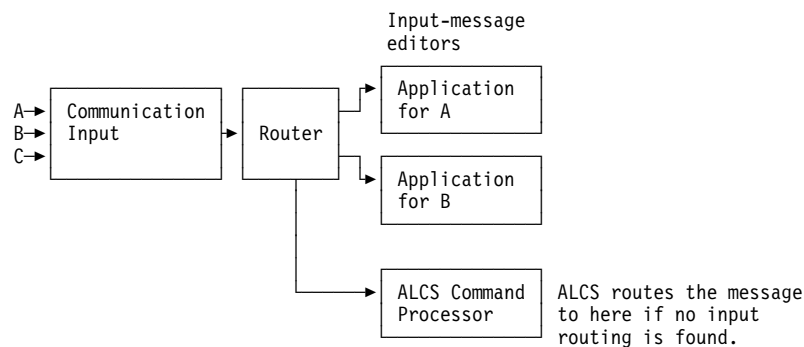 Input-message
editors
A
B
C
Communication
Input
Router
Application
for A
Application
for B
ALCS Command
Processor
ALCS routes the message
to here if no input
routing is found.